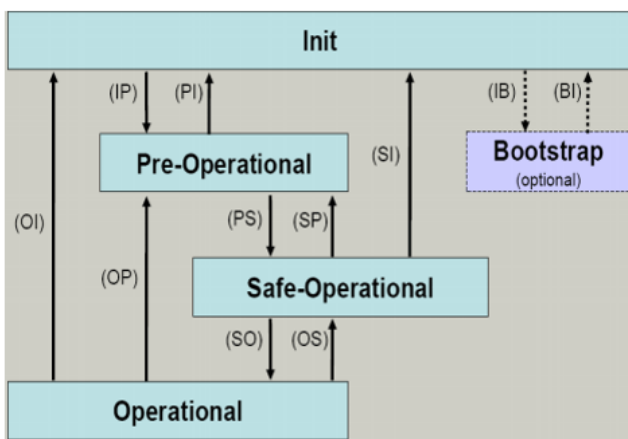 Init
(IP)
(PI)
(IB)
(BI)
(SI)
Pre-Operational
Bootstrap
(optional)
(OI)
(PS)
(SP)
(OP)
Safe-Operational
(SO)
(OS)
Operational